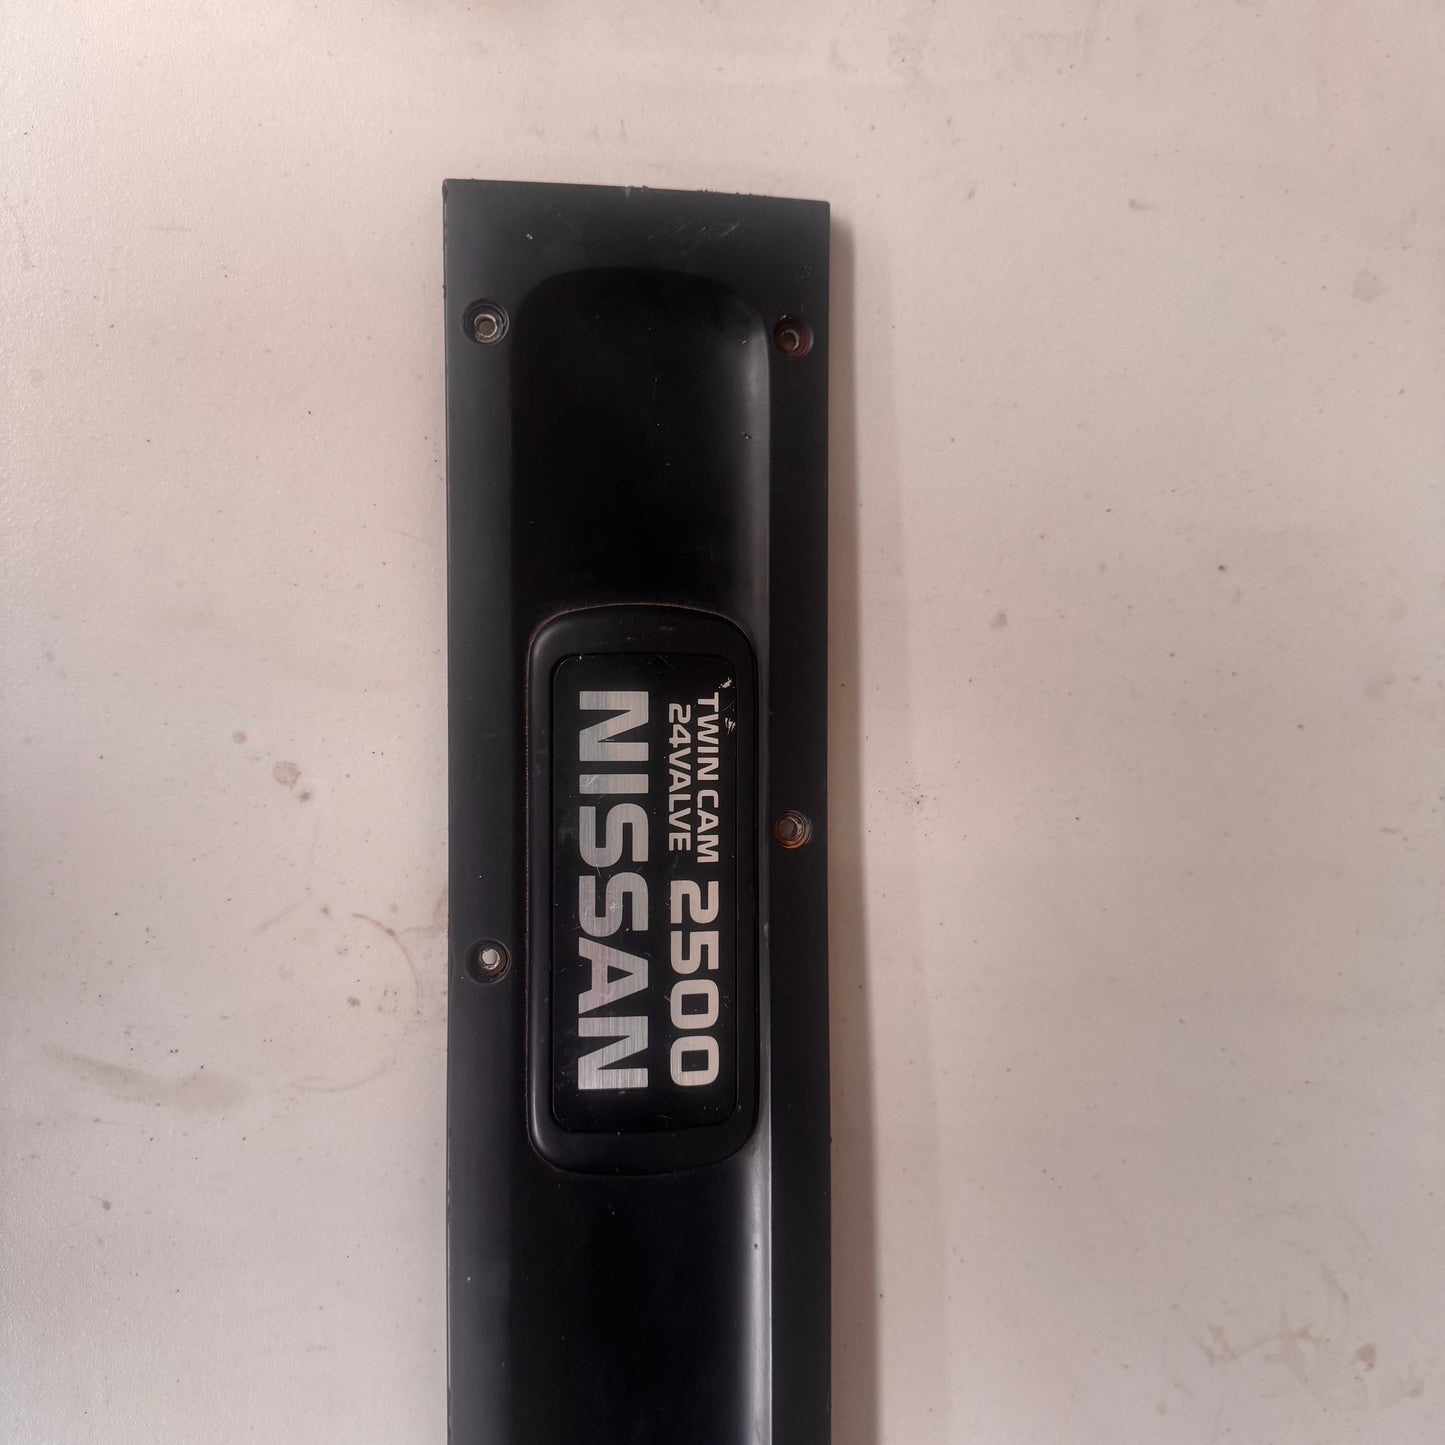 TWIN CAM
24VALVE 2500
NISSAN